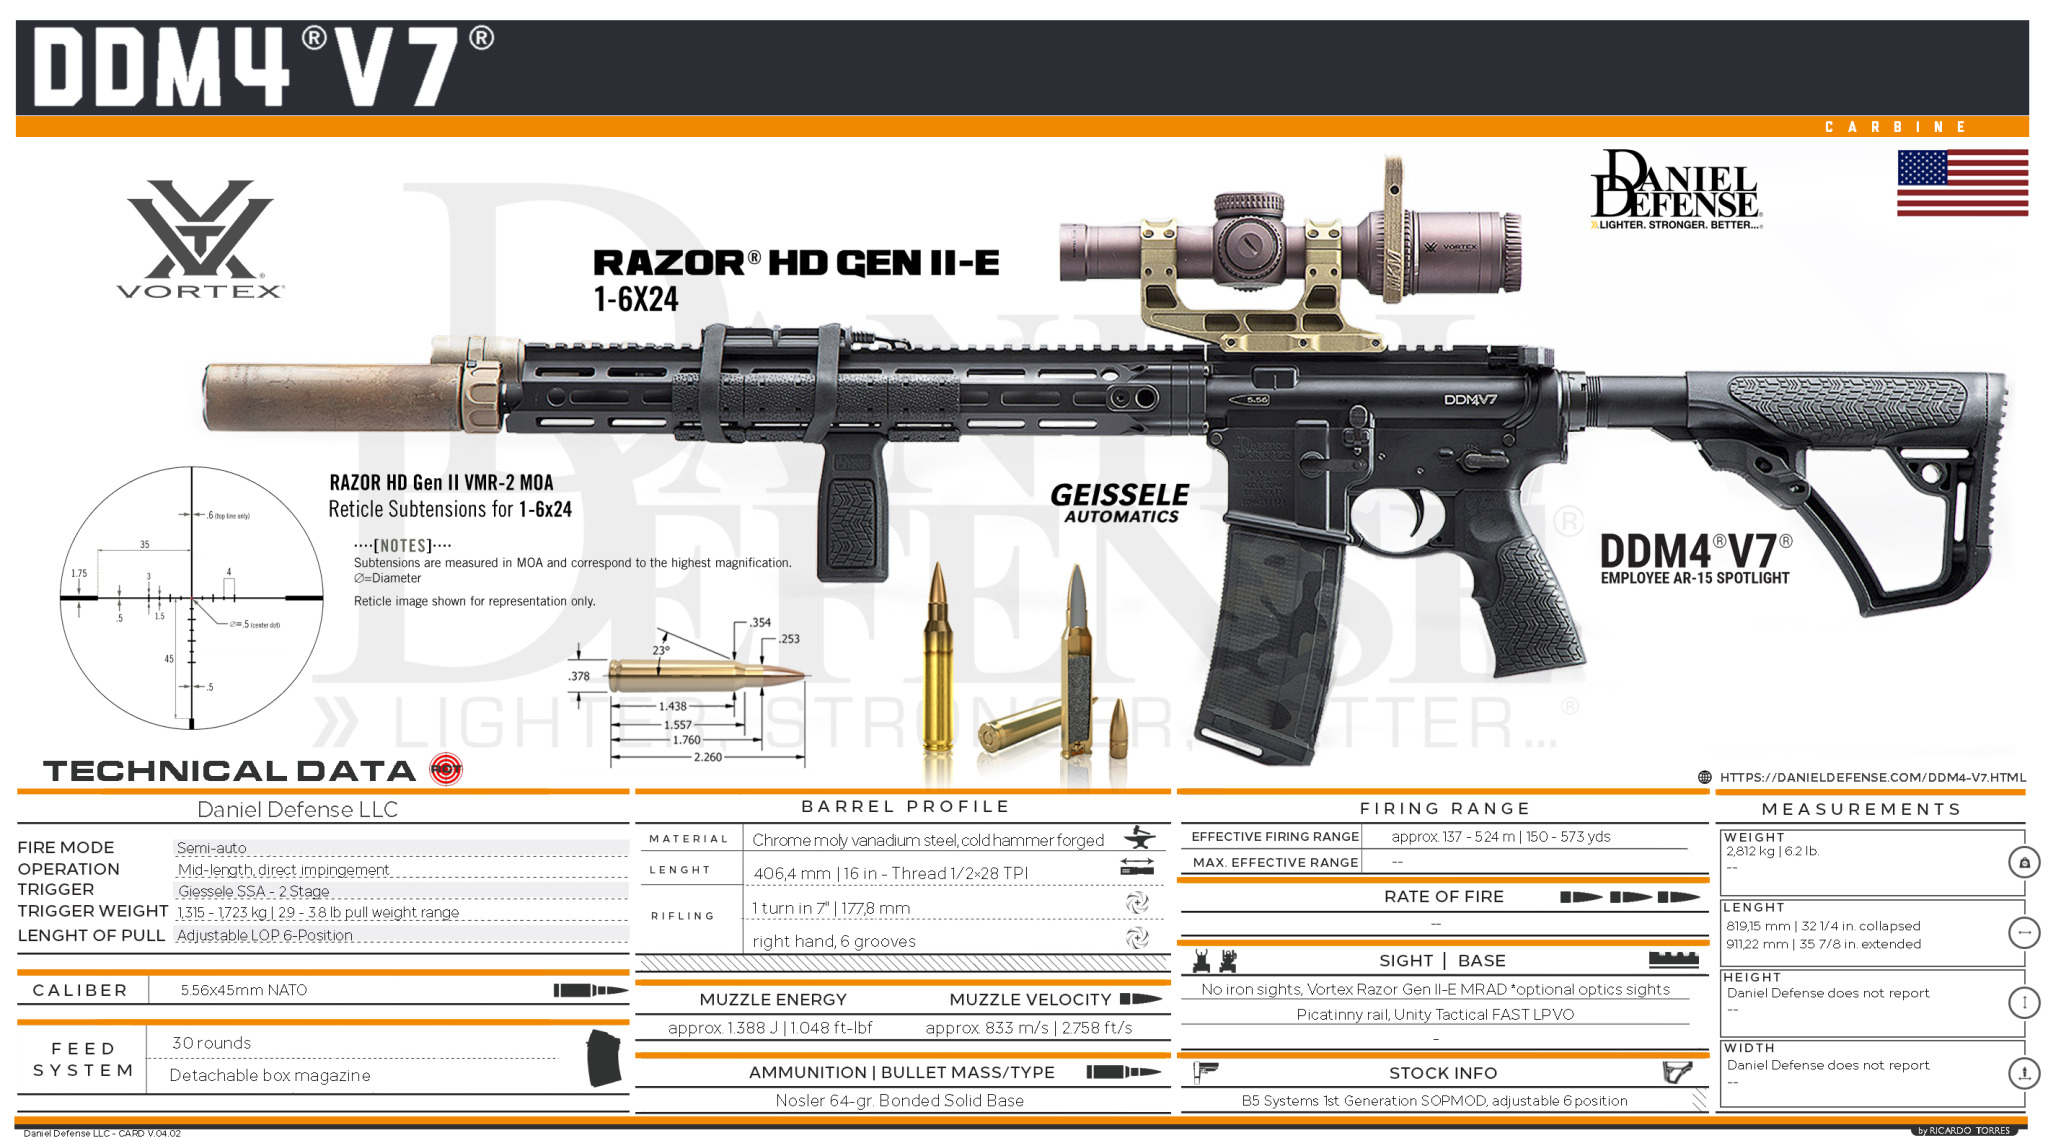 DDM4® V7®
CARBINE
VORTEX®
RAZOR® HD GEN II-E
1-6X24
VORTEX
DANIEL
DEFENSE®
LIGHTER. STRONGER. BETTER...®
5.56
DDM4V7
RAZOR HD Gen II VMR-2 MOA
Reticle Subtensions for 1-6x24
....[NOTES]....
Subtensions are measured in MOA and correspond to the highest magnification.
∅=Diameter
Reticle image shown for representation only.
.6 (top line only)
35
1.75
3
4
.5
1.5
∅=.5 (center dot)
45
.5
GEISSELE
AUTOMATICS
DDM4® V7®
EMPLOYEE AR-15 SPOTLIGHT
.354
.253
23°
.378
1.438
1.557
1.760
2.260
DANIEL
DEFENSE®
» LIGHTER. STRONGER. BETTER...®
TECHNICAL DATA
HTTPS://DANIELDEFENSE.COM/DDM4-V7.HTML
Daniel Defense LLC
FIRE MODE Semi-auto
OPERATION Mid-length, direct impingement
TRIGGER Giessele SSA - 2 Stage
TRIGGER WEIGHT 1,315 - 1,723 kg | 2.9 - 3.8 lb pull weight range
LENGHT OF PULL Adjustable LOP 6-Position
CALIBER 5.56x45mm NATO
FEED SYSTEM
30 rounds
Detachable box magazine
BARREL PROFILE
MATERIAL Chrome moly vanadium steel, cold hammer forged
LENGHT 406,4 mm | 16 in - Thread 1/2×28 TPI
RIFLING
1 turn in 7" | 177,8 mm
right hand, 6 grooves
MUZZLE ENERGY MUZZLE VELOCITY
approx. 1.388 J | 1.048 ft-lbf approx. 833 m/s | 2.758 ft/s
AMMUNITION | BULLET MASS/TYPE
Nosler 64-gr. Bonded Solid Base
FIRING RANGE
EFFECTIVE FIRING RANGE approx. 137 - 524 m | 150 - 573 yds
MAX. EFFECTIVE RANGE --
RATE OF FIRE
--
SIGHT | BASE
No iron sights, Vortex Razor Gen II-E MRAD *optional optics sights
Picatinny rail, Unity Tactical FAST LPVO
-
STOCK INFO
B5 Systems 1st Generation SOPMOD, adjustable 6 position
MEASUREMENTS
WEIGHT
2,812 kg | 6.2 lb.
--
LENGHT
819,15 mm | 32 1/4 in. collapsed
911,22 mm | 35 7/8 in. extended
HEIGHT
Daniel Defense does not report
--
WIDTH
Daniel Defense does not report
--
Daniel Defense LLC - CARD V.04.02
by RICARDO TORRES